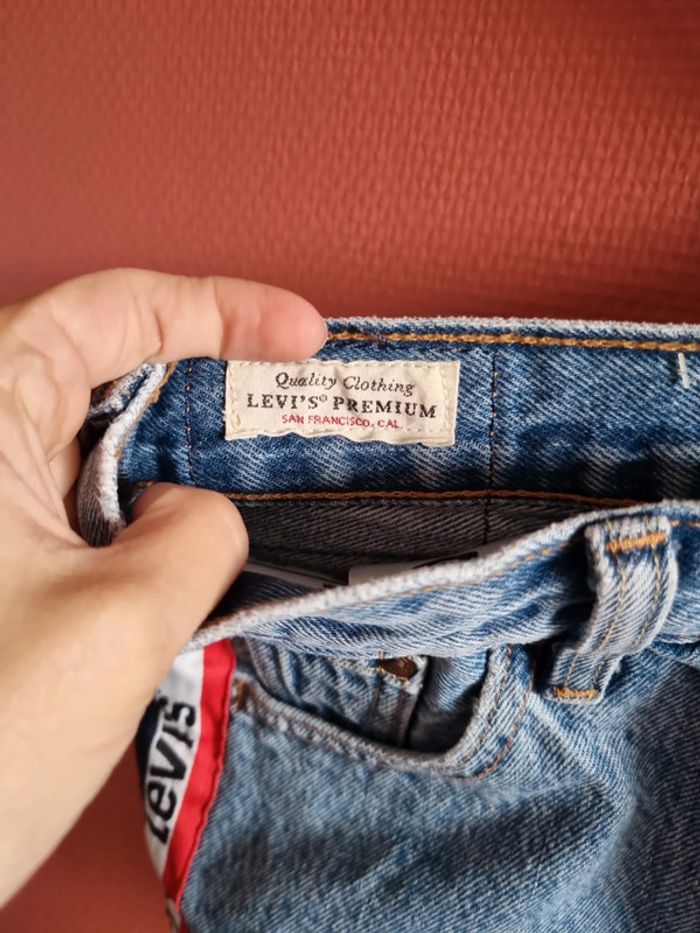 Quality Clothing
LEVI'S® PREMIUM
SAN FRANCISCO, CAL.
Levi's